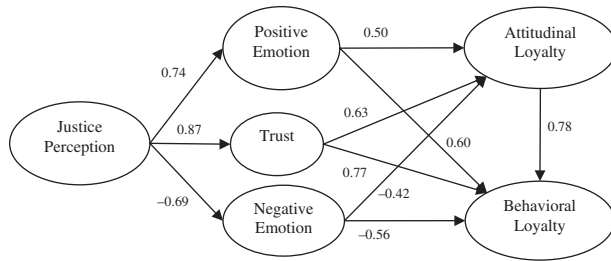 Positive
Emotion
0.50
Attitudinal
Loyalty
0.74
0.63
Justice
Perception
0.87
Trust
0.60
0.78
0.77
–0.69
–0.42
Negative
Emotion
–0.56
Behavioral
Loyalty